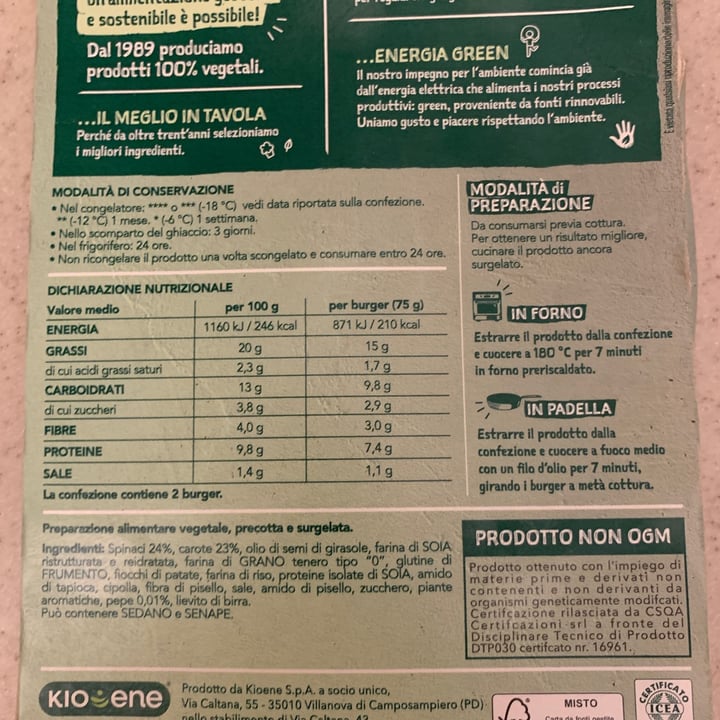 e sostenibile è possibile!
Dal 1989 produciamo
prodotti 100% vegetali.
...IL MEGLIO IN TAVOLA
Perché da oltre trent'anni selezioniamo
i migliori ingredienti.
...ENERGIA GREEN
Il nostro impegno per l'ambiente comincia già
dall'energia elettrica che alimenta i nostri processi
produttivi: green, proveniente da fonti rinnovabili.
Uniamo gusto e piacere rispettando l'ambiente.
MODALITÀ DI CONSERVAZIONE
• Nel congelatore: **** o *** (-18 °C) vedi data riportata sulla confezione.
** (-12 °C) 1 mese. * (-6 °C) 1 settimana.
• Nello scomparto del ghiaccio: 3 giorni.
• Nel frigorifero: 24 ore.
• Non ricongelare il prodotto una volta scongelato e consumare entro 24 ore.
DICHIARAZIONE NUTRIZIONALE
Valore medio per 100 g per burger (75 g)
ENERGIA 1160 kJ / 246 kcal 871 kJ / 210 kcal
GRASSI 20 g 15 g
di cui acidi grassi saturi 2,3 g 1,7 g
CARBOIDRATI 13 g 9,8 g
di cui zuccheri 3,8 g 2,9 g
FIBRE 4,0 g 3,0 g
PROTEINE 9,8 g 7,4 g
SALE 1,4 g 1,1 g
La confezione contiene 2 burger.
MODALITÀ di
PREPARAZIONE
Da consumarsi previa cottura.
Per ottenere un risultato migliore,
cucinare il prodotto ancora
surgelato.
IN FORNO
Estrarre il prodotto dalla confezione
e cuocere a 180 °C per 7 minuti
in forno preriscaldato.
IN PADELLA
Estrarre il prodotto dalla
confezione e cuocere a fuoco medio
con un filo d'olio per 7 minuti,
girando i burger a metà cottura.
Preparazione alimentare vegetale, precotta e surgelata.
Ingredienti: Spinaci 24%, carote 23%, olio di semi di girasole, farina di SOIA
ristrutturata e reidratata, farina di GRANO tenero tipo "0", glutine di
FRUMENTO, fiocchi di patate, farina di riso, proteine isolate di SOIA, amido
di tapioca, cipolla, fibra di pisello, sale, amido di pisello, zucchero, piante
aromatiche, pepe 0,01%, lievito di birra.
Può contenere SEDANO e SENAPE.
PRODOTTO NON OGM
Prodotto ottenuto con l'impiego di
materie prime e derivati non
contenenti e non derivanti da
organismi geneticamente modifcati.
Certifcazione rilasciata da CSQA
Certifcazioni srl a fronte del
Disciplinare Tecnico di Prodotto
DTP030 certifcato nr. 16961.
KIOENE
Prodotto da Kioene S.p.A. a socio unico,
Via Caltana, 55 - 35010 Villanova di Camposampiero (PD)
nello stabilimento di Via Caltana, 43
MISTO
Carta da fonti gestite
FSC
CERTIFICATO
ICEA